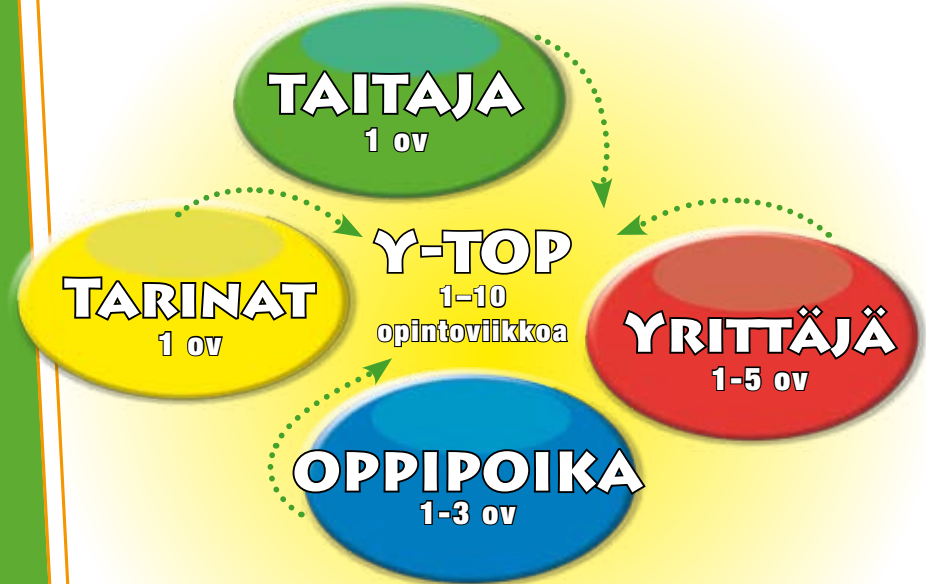 TAITAJA
1 ov
Y-TOP
1–10
opintoviikkoa
TARINAT
1 ov
YRITTÄJÄ
1-5 ov
OPPIPOIKA
1-3 ov